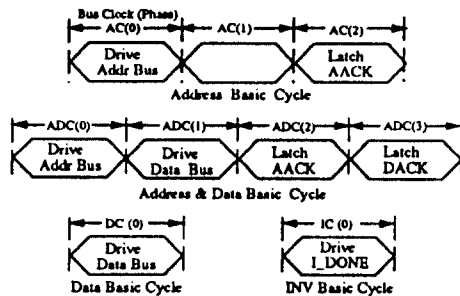 Bus Clock (Phase)
AC(0) AC(1) AC(2)
Drive Addr Bus
Latch AACK
Address Basic Cycle
ADC(0) ADC(1) ADC(2) ADC(3)
Drive Addr Bus
Drive Data Bus
Latch AACK
Latch DACK
Address & Data Basic Cycle
DC (0)
Drive Data Bus
Data Basic Cycle
IC (0)
Drive I_DONE
INV Basic Cycle